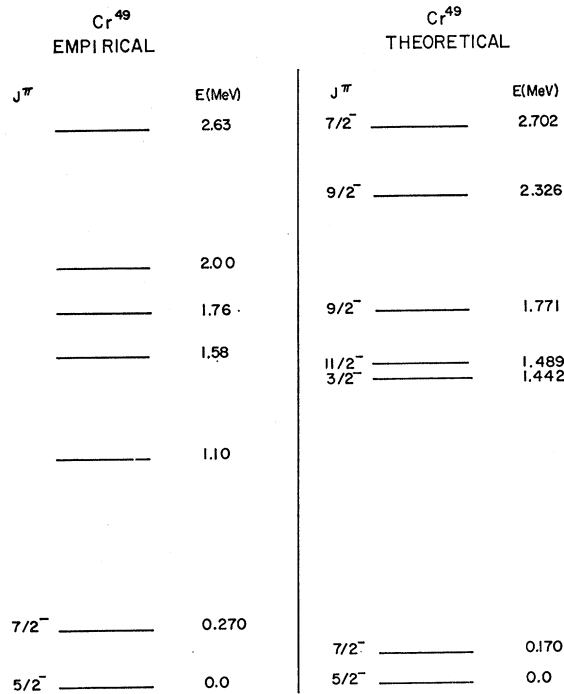 Cr⁴⁹
EMPIRICAL
J^π E(MeV)
2.63
2.00
1.76
1.58
1.10
7/2⁻ 0.270
5/2⁻ 0.0
Cr⁴⁹
THEORETICAL
J^π E(MeV)
7/2⁻ 2.702
9/2⁻ 2.326
9/2⁻ 1.771
11/2⁻ 1.489
3/2⁻ 1.442
7/2⁻ 0.170
5/2⁻ 0.0